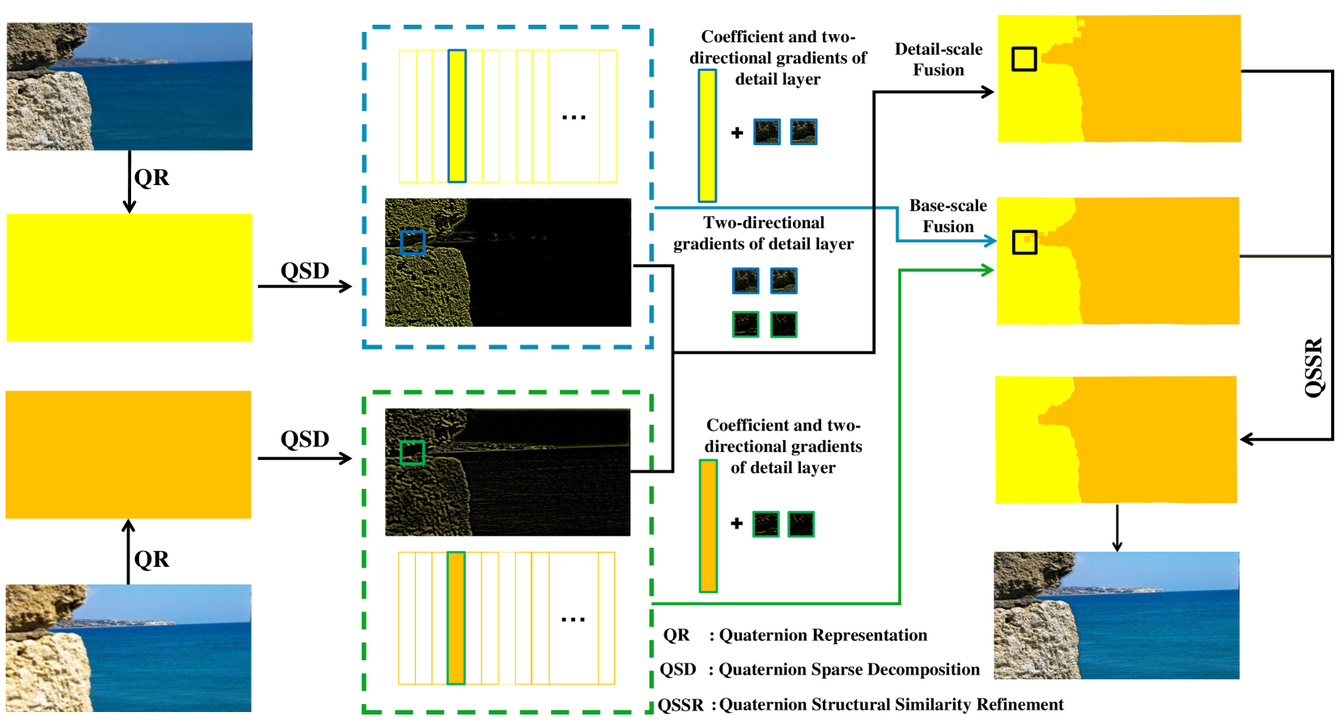 QR
QSD
...
Coefficient and two-
directional gradients of
detail layer
+
Two-directional
gradients of detail layer
Detail-scale
Fusion
Base-scale
Fusion
QSSR
QSD
QR
...
Coefficient and two-
directional gradients
of detail layer
+
QR : Quaternion Representation
QSD : Quaternion Sparse Decomposition
QSSR : Quaternion Structural Similarity Refinement